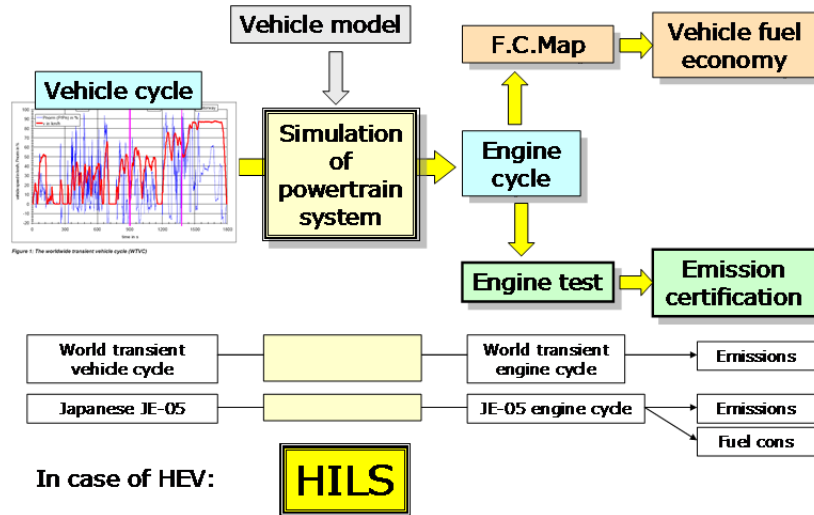 Vehicle model
F.C.Map
Vehicle fuel
economy
Vehicle cycle
Simulation
of
powertrain
system
Engine
cycle
Figure 1: The worldwide transient vehicle cycle (WTVC)
Engine test
Emission
certification
World transient
vehicle cycle
World transient
engine cycle
Emissions
Japanese JE-05
JE-05 engine cycle
Emissions
Fuel cons
In case of HEV:
HILS